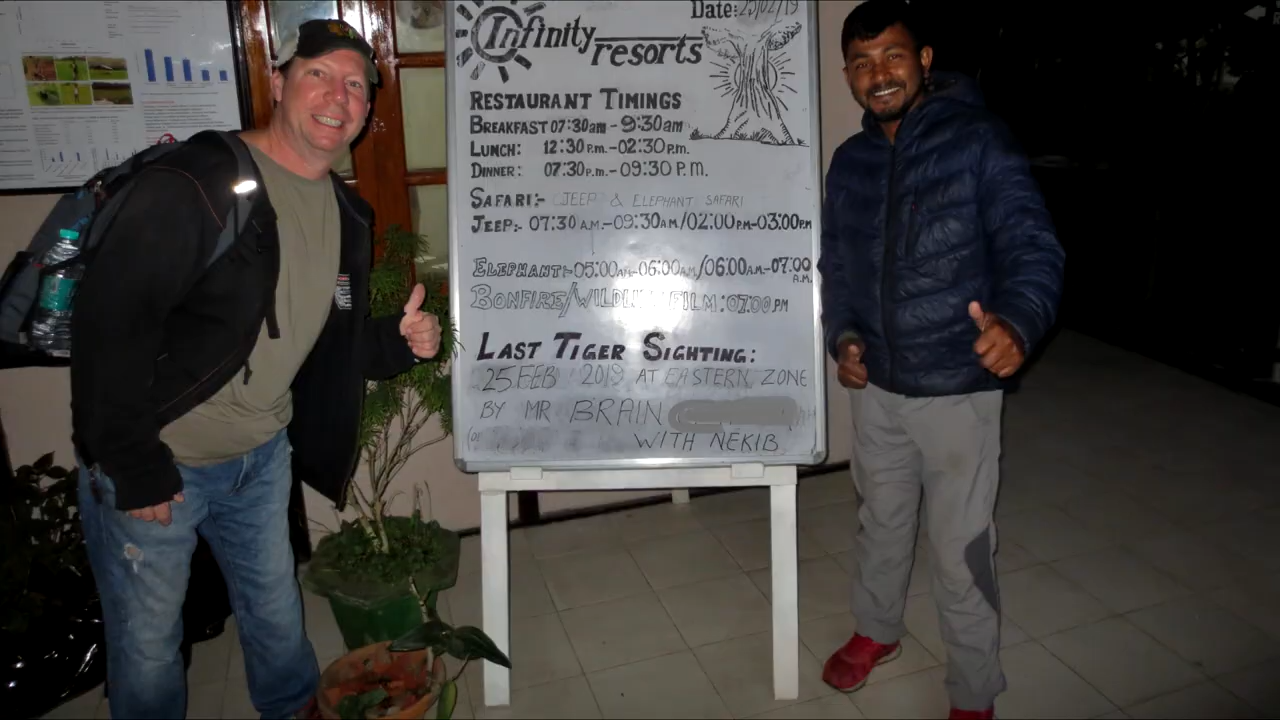 Date: 25/02/19
Infinity
resorts
RESTAURANT TIMINGS
BREAKFAST 07:30am - 9:30am
LUNCH: 12:30 P.m. - 02:30 P.m.
DINNER: 07:30 P.m. - 09:30 P.M.
SAFARI:- JEEP & ELEPHANT SAFARI
JEEP:- 07:30 A.M - 09:30 AM / 02:00 PM - 03:00 PM
ELEPHANT:- 05:00 AM - 06:00 A.M. / 06:00 A.M. - 07:00 A.M.
BONFIRE/WILDLI FILM: 07:00 PM
LAST TIGER SIGHTING:
25 FEB 2019 AT EASTERN ZONE
BY MR BRAIN
WITH NEKIB